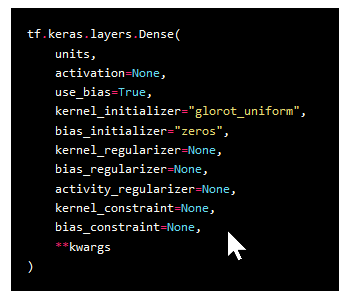 tf.keras.layers.Dense(
    units,
    activation=None,
    use_bias=True,
    kernel_initializer="glorot_uniform",
    bias_initializer="zeros",
    kernel_regularizer=None,
    bias_regularizer=None,
    activity_regularizer=None,
    kernel_constraint=None,
    bias_constraint=None,
    **kwargs
)